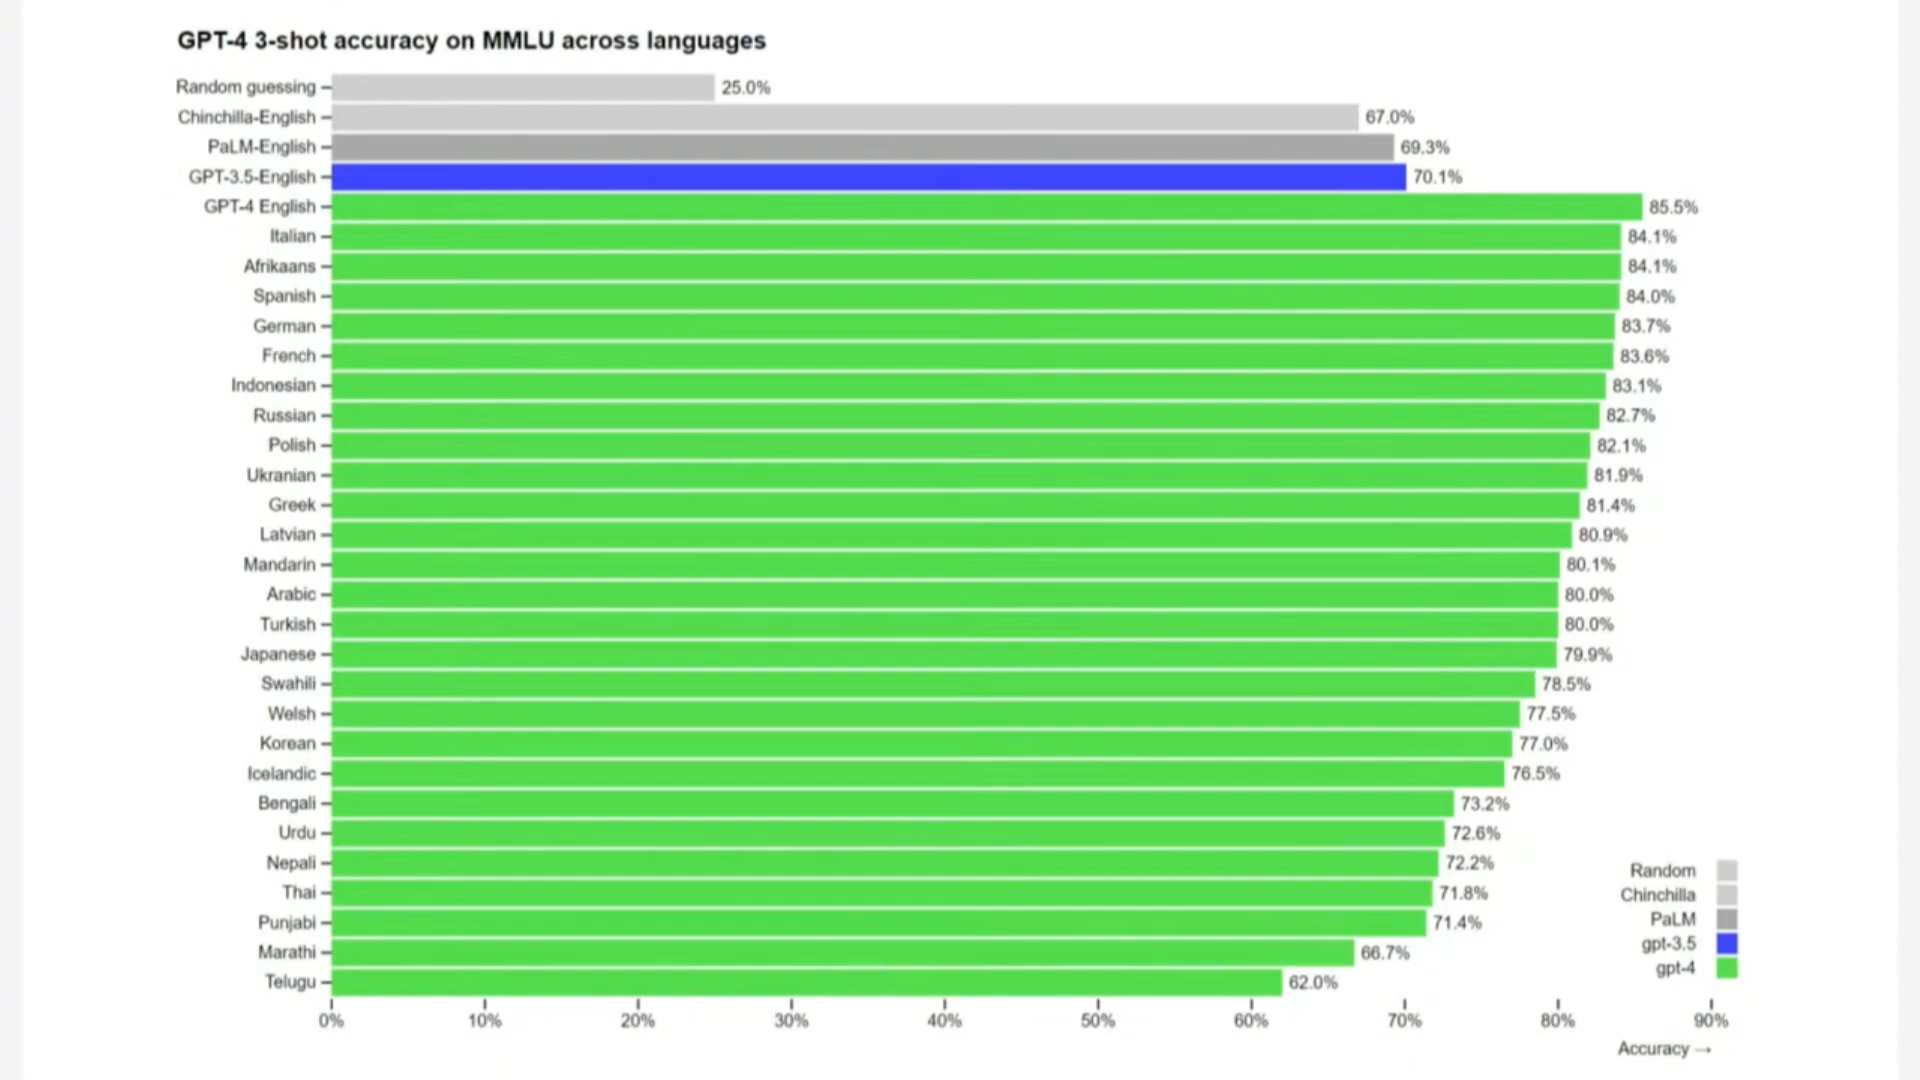 GPT-4 3-shot accuracy on MMLU across languages
Random guessing 25.0%
Chinchilla-English 67.0%
PaLM-English 69.3%
GPT-3.5-English 70.1%
GPT-4 English 85.5%
Italian 84.1%
Afrikaans 84.1%
Spanish 84.0%
German 83.7%
French 83.6%
Indonesian 83.1%
Russian 82.7%
Polish 82.1%
Ukranian 81.9%
Greek 81.4%
Latvian 80.9%
Mandarin 80.1%
Arabic 80.0%
Turkish 80.0%
Japanese 79.9%
Swahili 78.5%
Welsh 77.5%
Korean 77.0%
Icelandic 76.5%
Bengali 73.2%
Urdu 72.6%
Nepali 72.2%
Thai 71.8%
Punjabi 71.4%
Marathi 66.7%
Telugu 62.0%
Random
Chinchilla
PaLM
gpt-3.5
gpt-4
0% 10% 20% 30% 40% 50% 60% 70% 80% 90%
Accuracy →